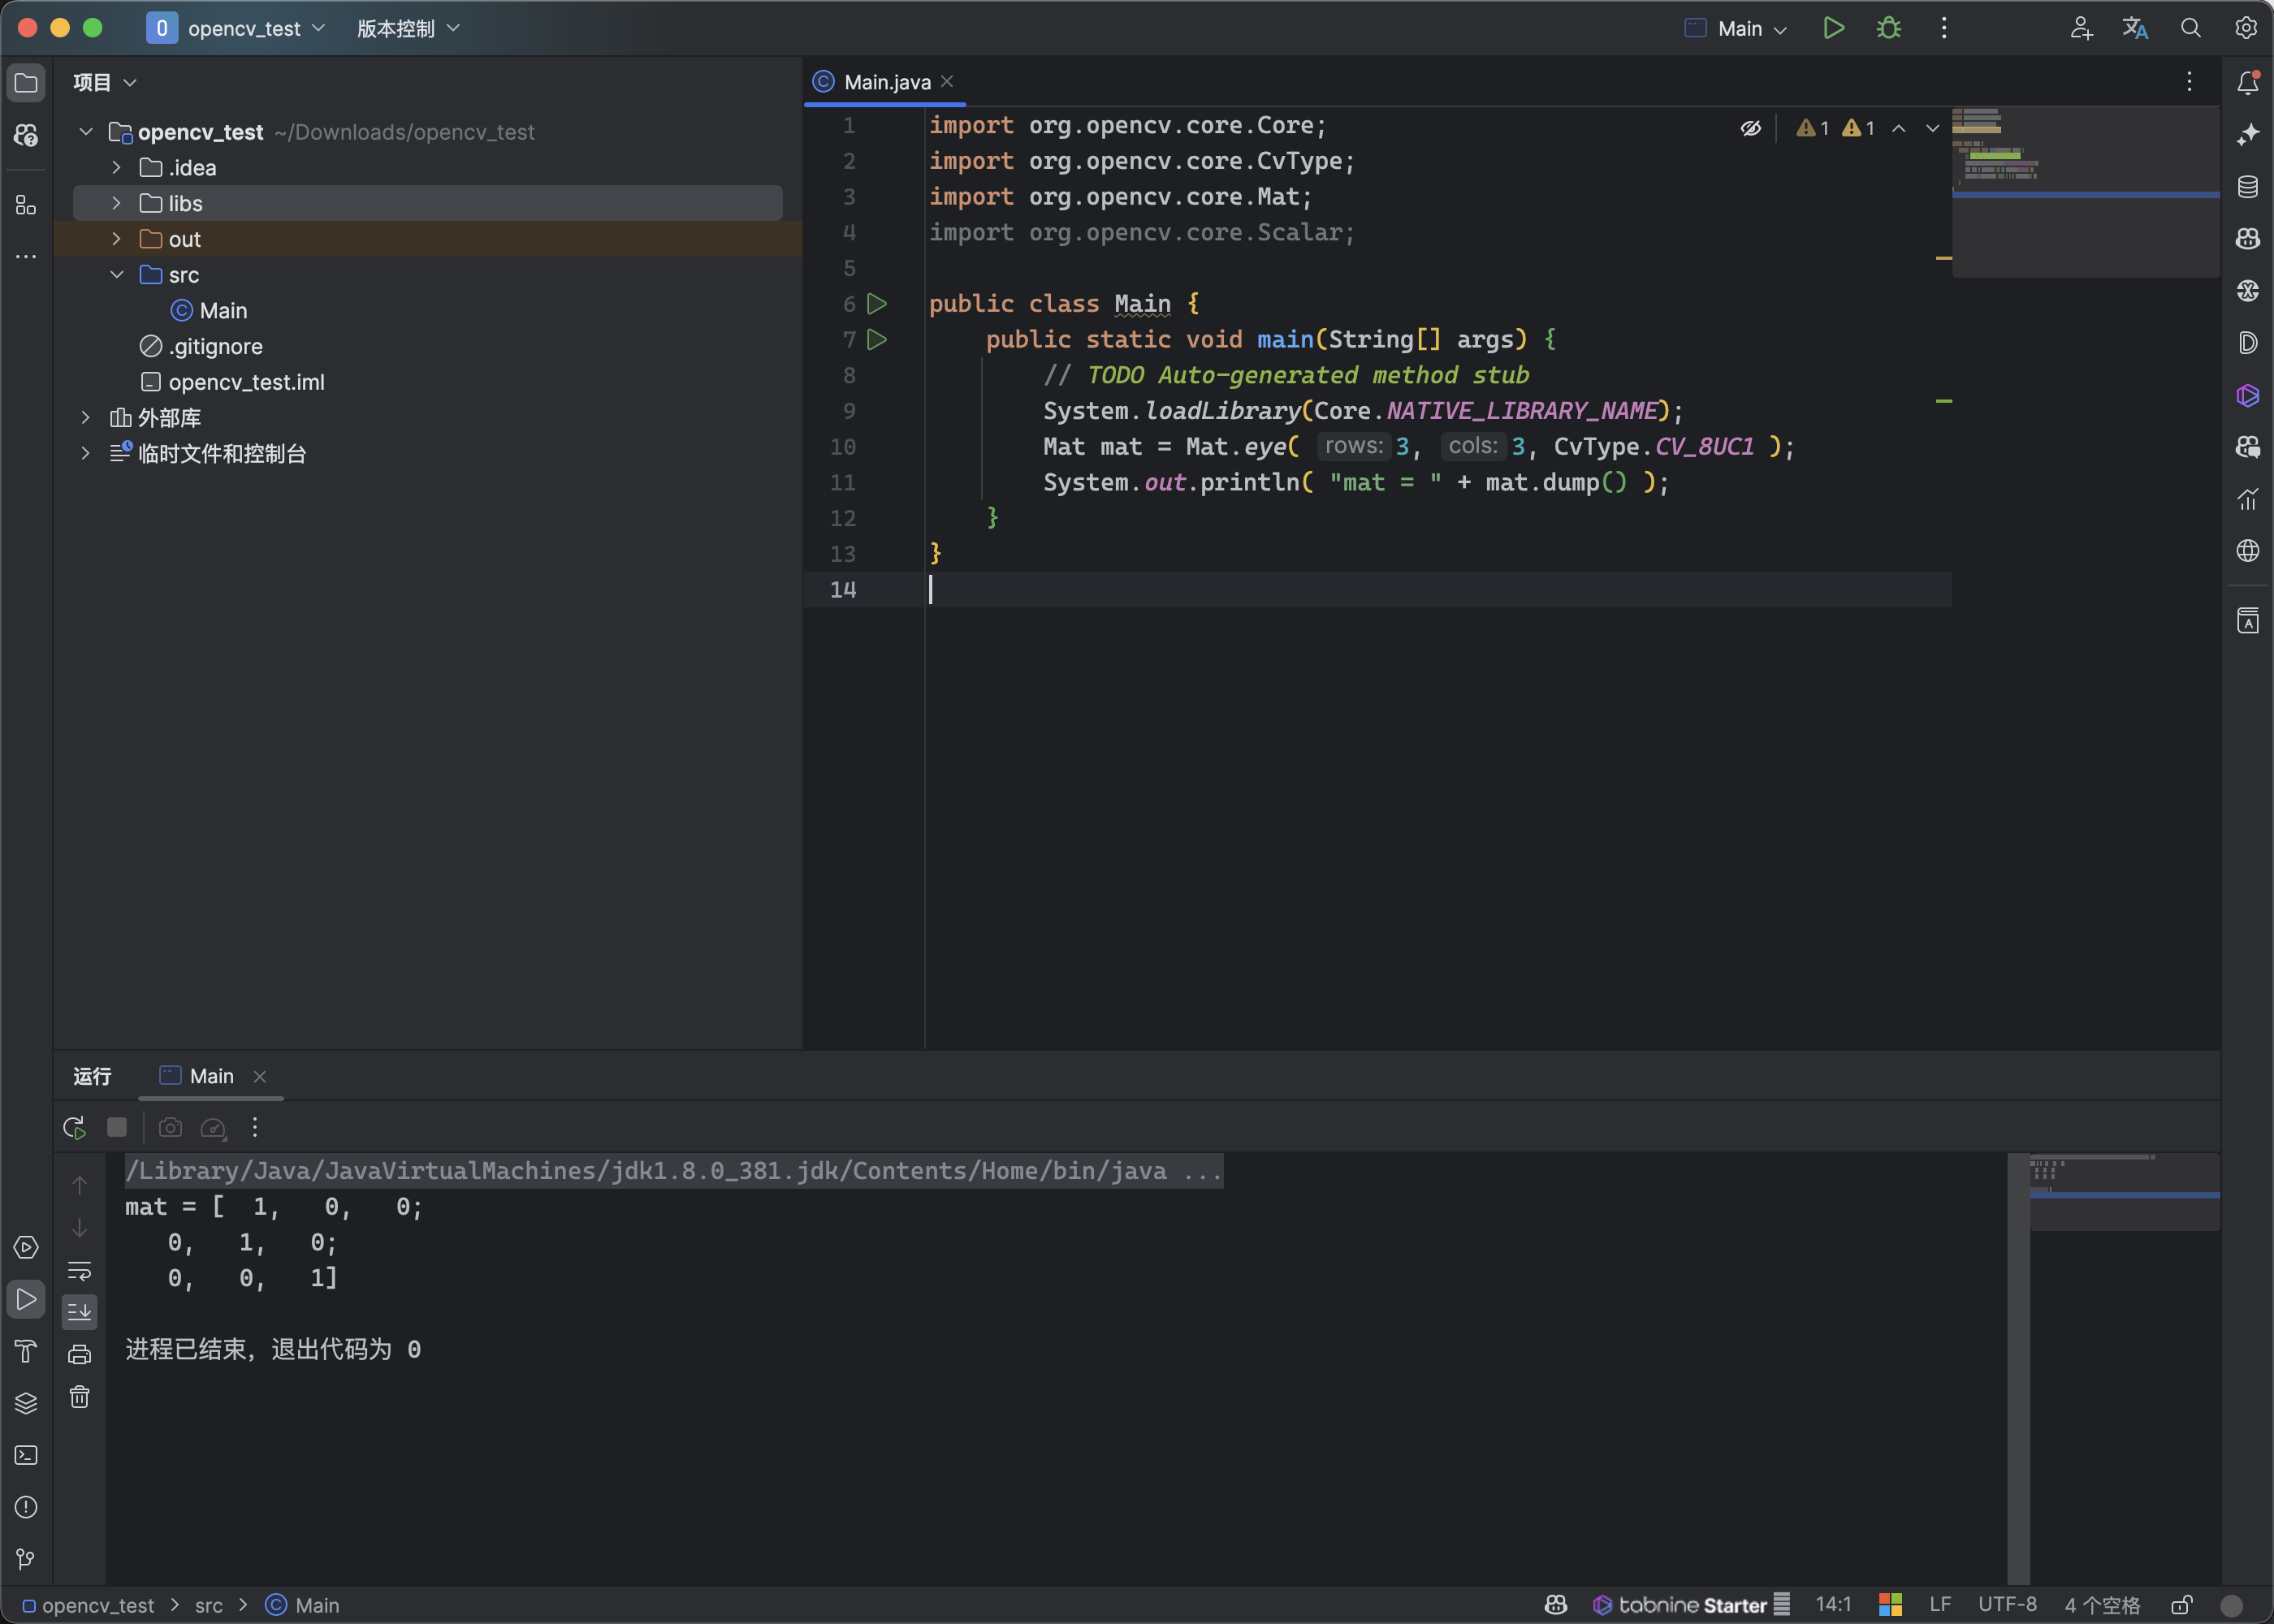 O opencv_test 版本控制 Main
项目
opencv_test ~/Downloads/opencv_test
.idea
libs
out
src
Main
.gitignore
opencv_test.iml
外部库
临时文件和控制台
Main.java
1 1
1 import org.opencv.core.Core;
2 import org.opencv.core.CvType;
3 import org.opencv.core.Mat;
4 import org.opencv.core.Scalar;
5
6 public class Main {
7 public static void main(String[] args) {
8 // TODO Auto-generated method stub
9 System.loadLibrary(Core.NATIVE_LIBRARY_NAME);
10 Mat mat = Mat.eye( rows: 3, cols: 3, CvType.CV_8UC1 );
11 System.out.println( "mat = " + mat.dump() );
12 }
13 }
14
运行 Main
/Library/Java/JavaVirtualMachines/jdk1.8.0_381.jdk/Contents/Home/bin/java ...
mat = [  1,   0,   0;
0,   1,   0;
0,   0,   1]
进程已结束，退出代码为 0
opencv_test > src > Main tabnine Starter 14:1 LF UTF-8 4 个空格